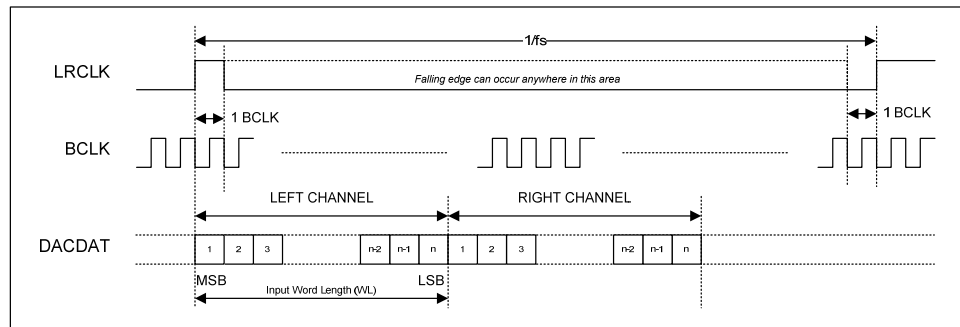 1/fs
LRCLK
Falling edge can occur anywhere in this area
1 BCLK
1 BCLK
BCLK
LEFT CHANNEL
RIGHT CHANNEL
DACDAT
1 2 3 n-2 n-1 n 1 2 3 n-2 n-1 n
MSB
LSB
Input Word Length (WL)